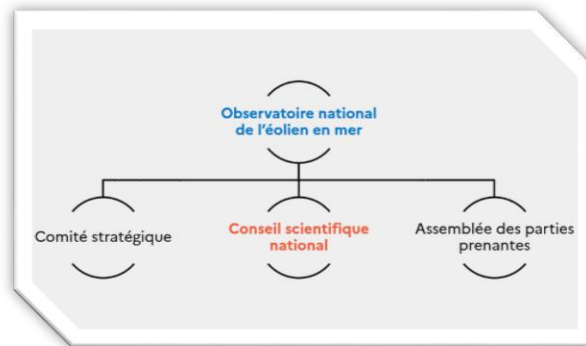 Observatoire national
de l'éolien en mer
Comité stratégique
Conseil scientifique
national
Assemblée des parties
prenantes